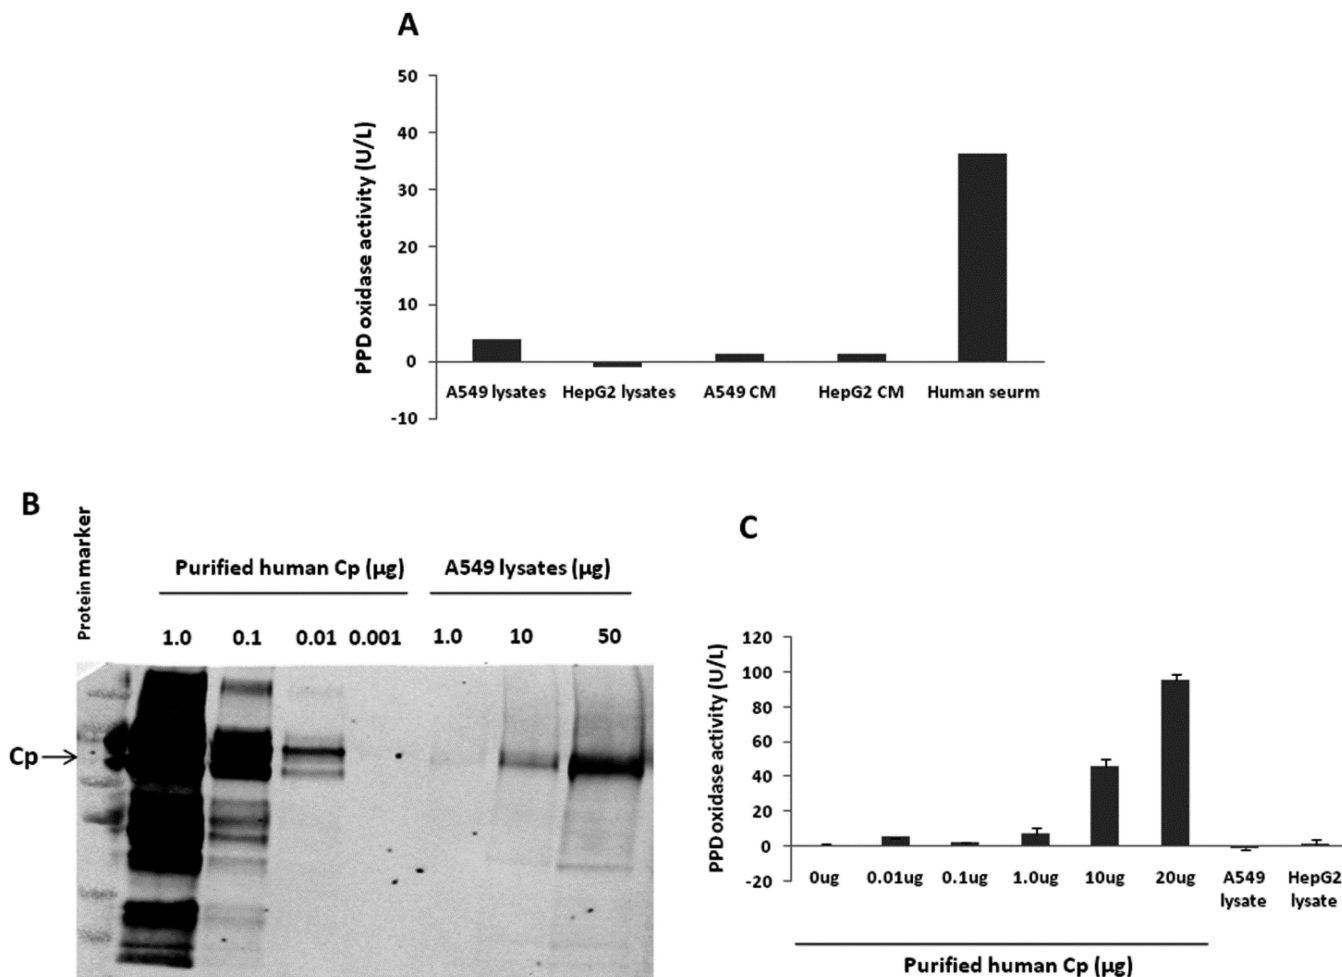 A
PPD oxidase activity (U/L)
50
40
30
20
10
0
-10
A549 lysates HepG2 lysates A549 CM HepG2 CM Human seurm
B
Protein marker
Purified human Cp (µg) A549 lysates (µg)
1.0 0.1 0.01 0.001 1.0 10 50
Cp
C
PPD oxidase activity (U/L)
120
100
80
60
40
20
0
-20
0ug 0.01ug 0.1ug 1.0ug 10ug 20ug A549 HepG2
lysate lysate
Purified human Cp (µg)